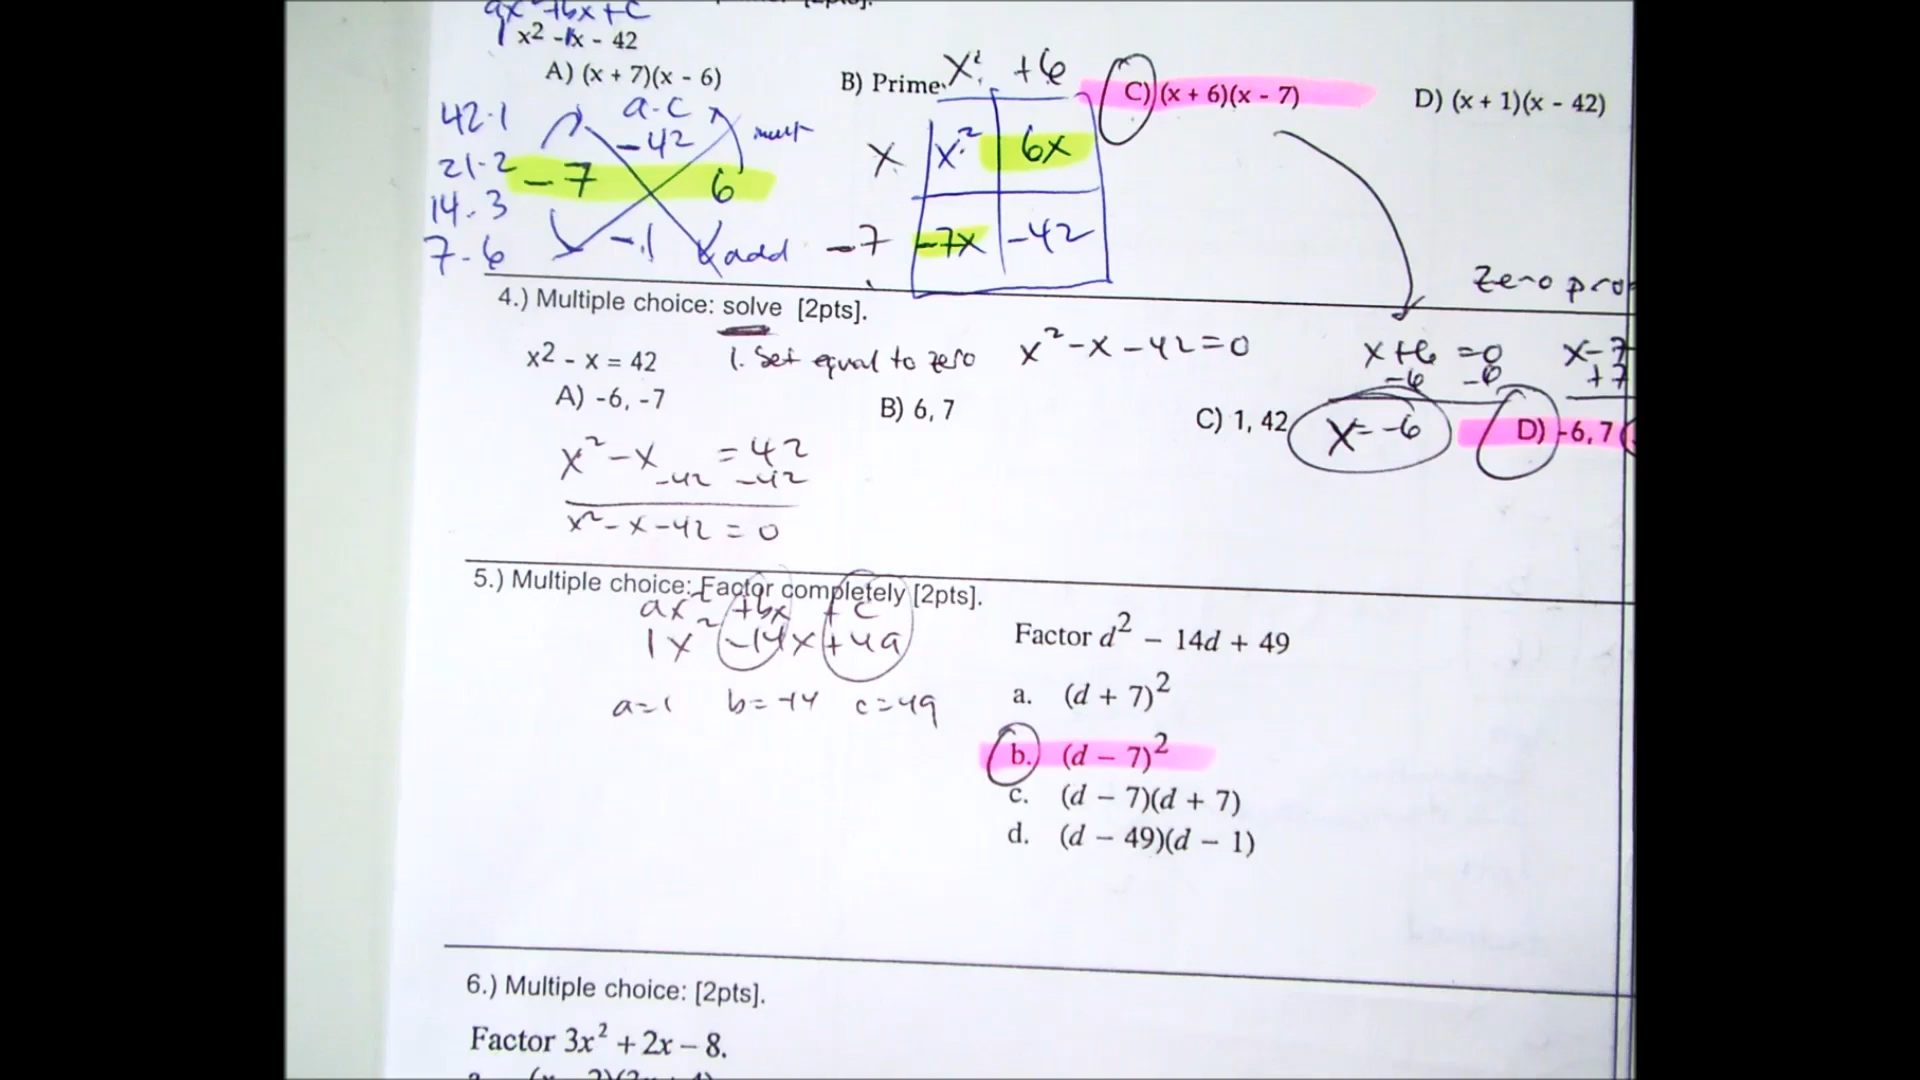 ax² +bx + c
1 x2 -1x - 42
A) (x + 7)(x - 6)
B) Prime
x² +6
C) (x + 6)(x - 7)
D) (x + 1)(x - 42)
42·1
21·2
14·3
7·6
a·c
-42
mult
-7 6
-1
add
x x² 6x
-7 -7x -42
Zero pro
4.) Multiple choice: solve [2pts].
x2 - x = 42
1. Set equal to zero
x²-x-42=0
x+6 =0
-6 -6
x=-6
x-7
+7
A) -6, -7
B) 6, 7
C) 1, 42
D) -6, 7
x²-x = 42
-42 -42
x²-x-42 = 0
5.) Multiple choice: Factor completely [2pts].
ax² +bx + c
1x² -14x +49
a=1 b=-14 c=49
Factor d² - 14d + 49
a. (d + 7)²
b. (d - 7)²
c. (d - 7)(d + 7)
d. (d - 49)(d - 1)
6.) Multiple choice: [2pts].
Factor 3x² + 2x - 8.